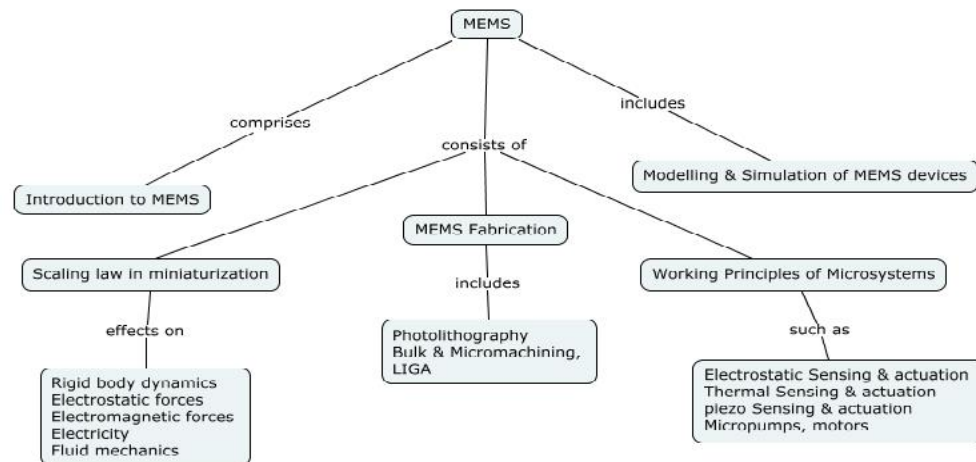 MEMS
comprises
includes
consists of
Introduction to MEMS
Modelling & Simulation of MEMS devices
MEMS Fabrication
Scaling law in miniaturization
Working Principles of Microsystems
effects on
includes
such as
Photolithography
Bulk & Micromachining,
LIGA
Rigid body dynamics
Electrostatic forces
Electromagnetic forces
Electricity
Fluid mechanics
Electrostatic Sensing & actuation
Thermal Sensing & actuation
piezo Sensing & actuation
Micropumps, motors